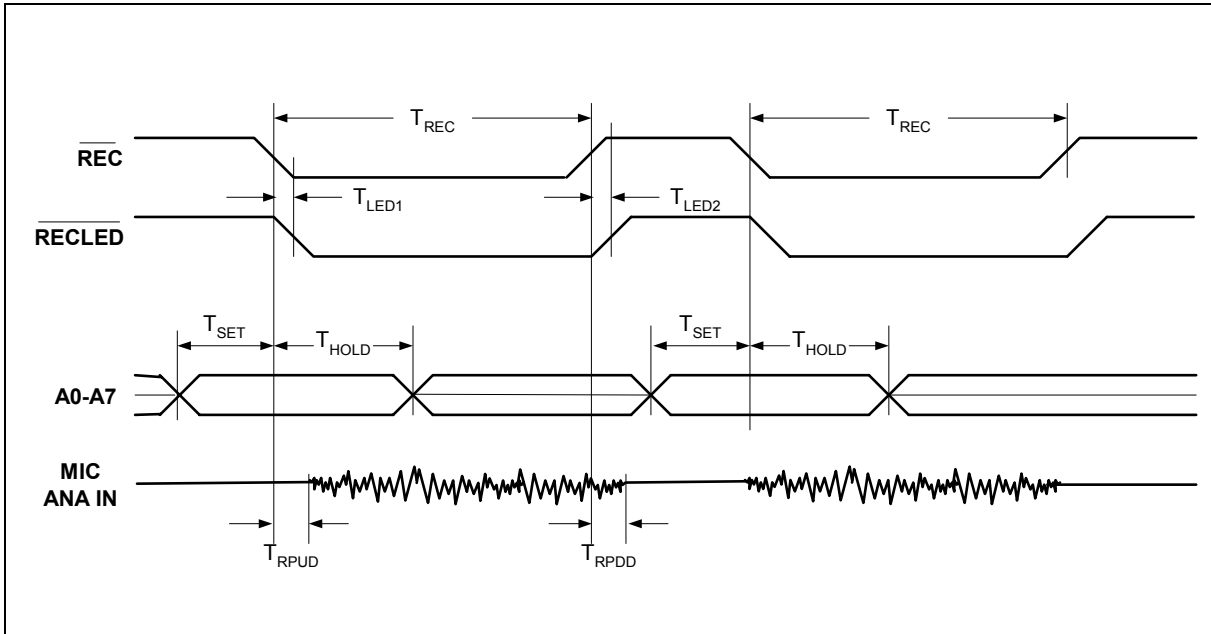 T_REC T_REC
REC
T_LED1 T_LED2
RECLED
T_SET T_HOLD T_SET T_HOLD
A0-A7
MIC
ANA IN
T_RPUD T_RPDD